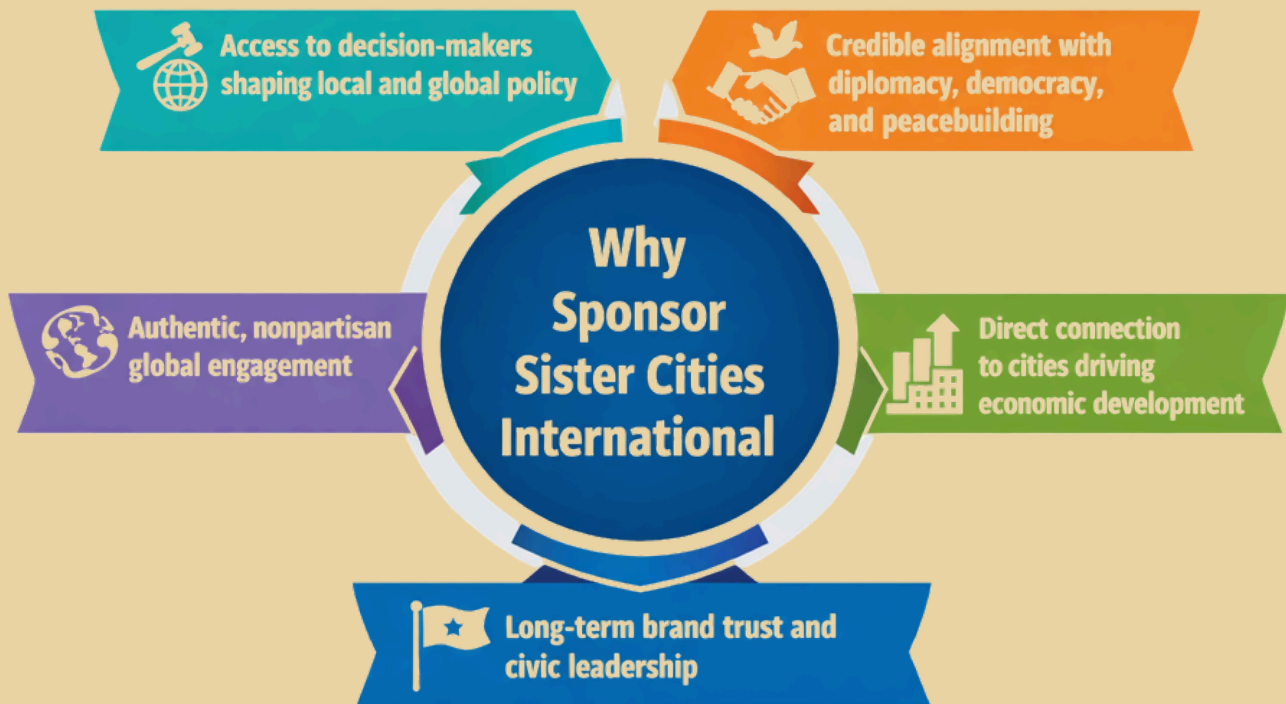 Access to decision-makers
shaping local and global policy
Credible alignment with
diplomacy, democracy,
and peacebuilding
Why
Sponsor
Sister Cities
International
Authentic, nonpartisan
global engagement
Direct connection
to cities driving
economic development
Long-term brand trust and
civic leadership